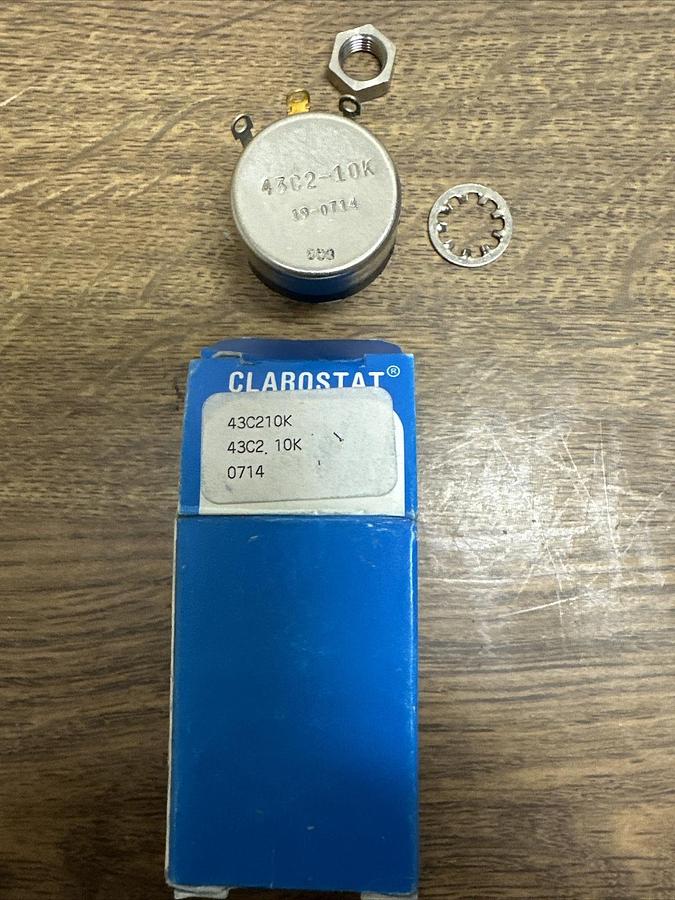 43C2-10K
19-0714
CLAROSTAT®
43C210K
43C2. 10K
0714